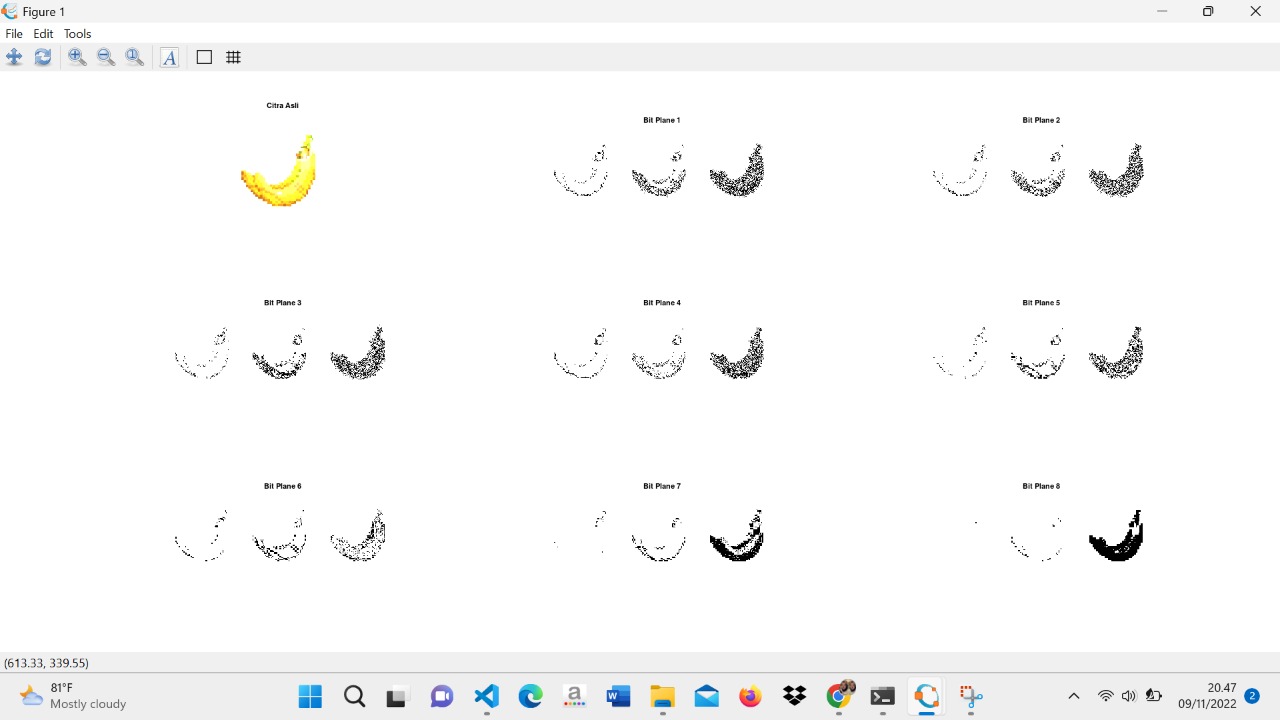 Figure 1
File Edit Tools
A
Citra Asli
Bit Plane 1
Bit Plane 2
Bit Plane 3
Bit Plane 4
Bit Plane 5
Bit Plane 6
Bit Plane 7
Bit Plane 8
(613.33, 339.55)
81°F
Mostly cloudy
a
W
20.47
09/11/2022
2